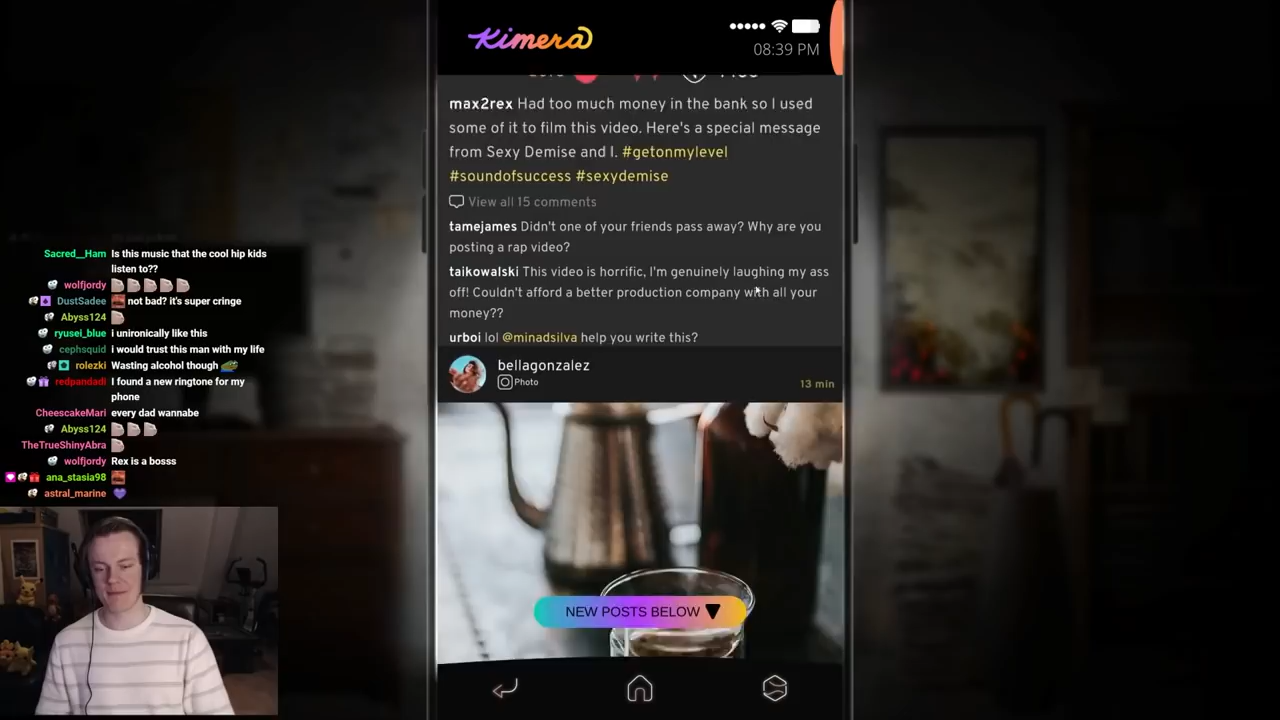 Kimera
08:39 PM
max2rex Had too much money in the bank so I used
some of it to film this video. Here's a special message
from Sexy Demise and I. #getonmylevel
#soundofsuccess #sexydemise
View all 15 comments
tamejames Didn't one of your friends pass away? Why are you
posting a rap video?
taikowalski This video is horrific, I'm genuinely laughing my ass
off! Couldn't afford a better production company with all your
money??
urboi lol @minadsilva help you write this?
bellagonzalez
Photo
13 min
NEW POSTS BELOW
Sacred__Ham Is this music that the cool hip kids
listen to??
wolfjordy
DustSadee not bad? it's super cringe
Abyss124
ryusei_blue i unironically like this
cephsquid i would trust this man with my life
rolezki Wasting alcohol though
redpandadi I found a new ringtone for my
phone
CheescakeMari every dad wannabe
Abyss124
TheTrueShinyAbra
wolfjordy Rex is a bosss
ana_stasia98
astral_marine